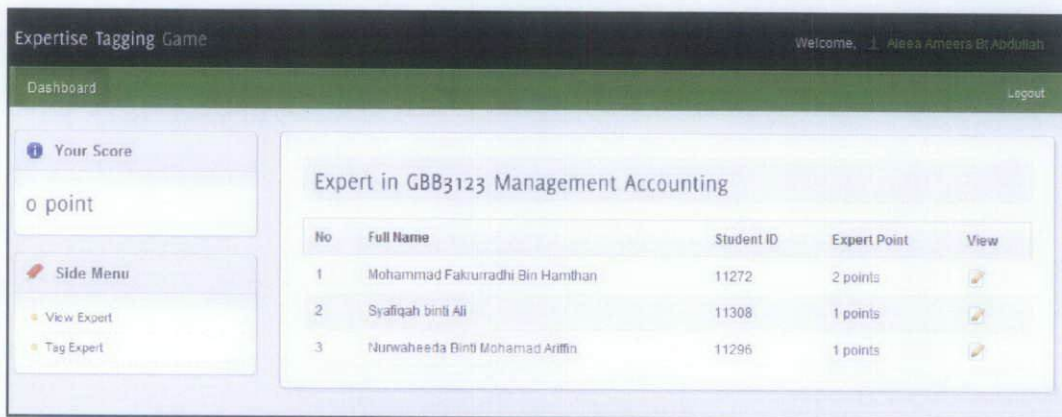 Expertise Tagging Game
Welcome, Aleea Ameera Bt Abdullah
Dashboard
Logout
Your Score
0 point
Side Menu
View Expert
Tag Expert
Expert in GBB3123 Management Accounting
No Full Name Student ID Expert Point View
1 Mohammad Fakrurradhi Bin Hamthan 11272 2 points
2 Syafiqah binti Ali 11308 1 points
3 Nurwaheeda Binti Mohamad Ariffin 11296 1 points